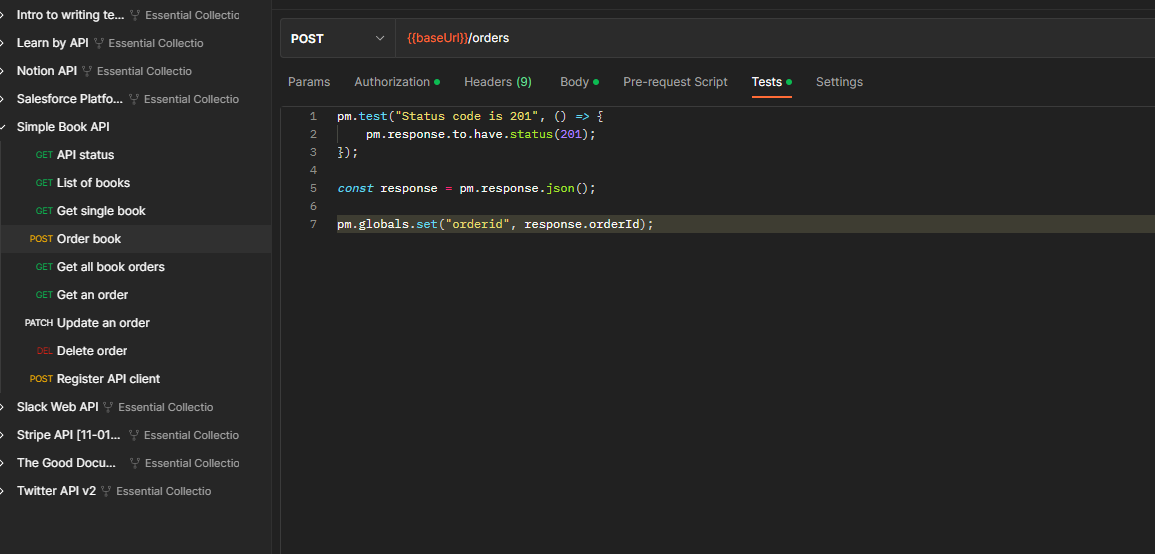 Intro to writing te... Essential Collectio
Learn by API Essential Collectio
Notion API Essential Collectio
Salesforce Platfo... Essential Collectio
Simple Book API
GET API status
GET List of books
GET Get single book
POST Order book
GET Get all book orders
GET Get an order
PATCH Update an order
DEL Delete order
POST Register API client
Slack Web API Essential Collectio
Stripe API [11-01... Essential Collectio
The Good Docu... Essential Collectio
Twitter API v2 Essential Collectio
POST {{baseUrl}}/orders
Params Authorization Headers (9) Body Pre-request Script Tests Settings
1 pm.test("Status code is 201", () => {
2 pm.response.to.have.status(201);
3 });
4
5 const response = pm.response.json();
6
7 pm.globals.set("orderid", response.orderId);